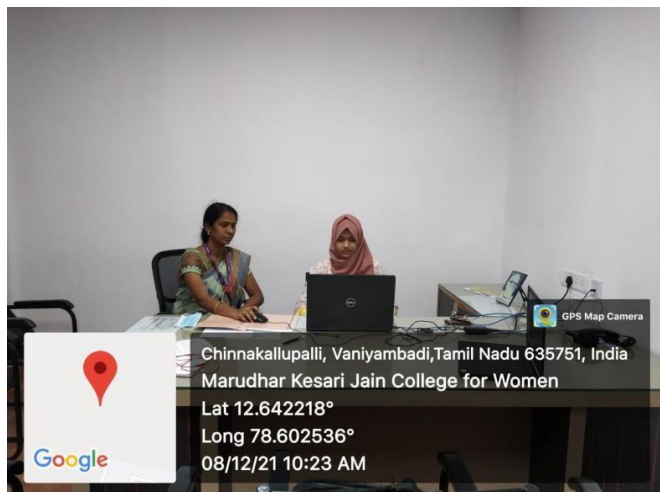 DELL
GPS Map Camera
Chinnakallupalli, Vaniyambadi,Tamil Nadu 635751, India
Marudhar Kesari Jain College for Women
Lat 12.642218°
Long 78.602536°
08/12/21 10:23 AM
Google